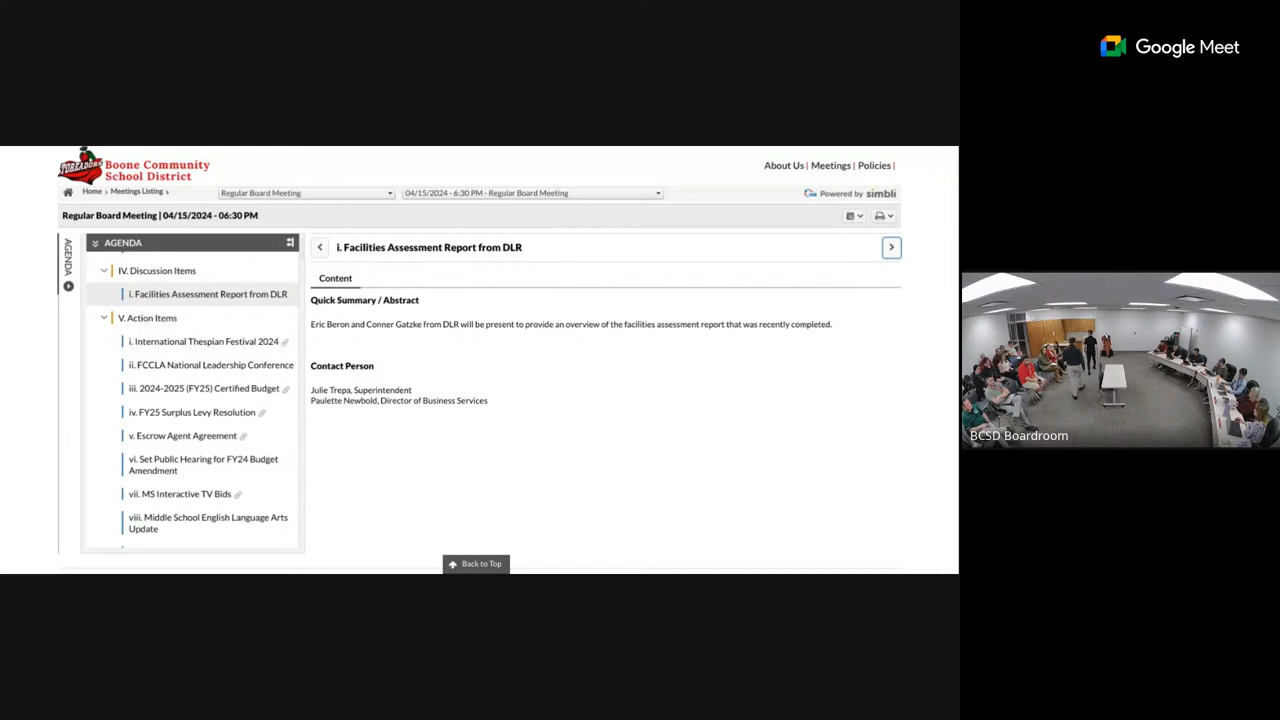 Google Meet
TOREADORS
Boone Community
School District
About Us | Meetings | Policies |
Home › Meetings Listing ›
Regular Board Meeting
04/15/2024 - 6:30 PM - Regular Board Meeting
Powered by simbli
Regular Board Meeting | 04/15/2024 - 06:30 PM
AGENDA
AGENDA
IV. Discussion Items
i. Facilities Assessment Report from DLR
V. Action Items
i. International Thespian Festival 2024
ii. FCCLA National Leadership Conference
iii. 2024-2025 (FY25) Certified Budget
iv. FY25 Surplus Levy Resolution
v. Escrow Agent Agreement
vi. Set Public Hearing for FY24 Budget
Amendment
vii. MS Interactive TV Bids
viii. Middle School English Language Arts
Update
i. Facilities Assessment Report from DLR
Content
Quick Summary / Abstract
Eric Beron and Conner Gatzke from DLR will be present to provide an overview of the facilities assessment report that was recently completed.
Contact Person
Julie Trepa, Superintendent
Paulette Newbold, Director of Business Services
Back to Top
BCSD Boardroom